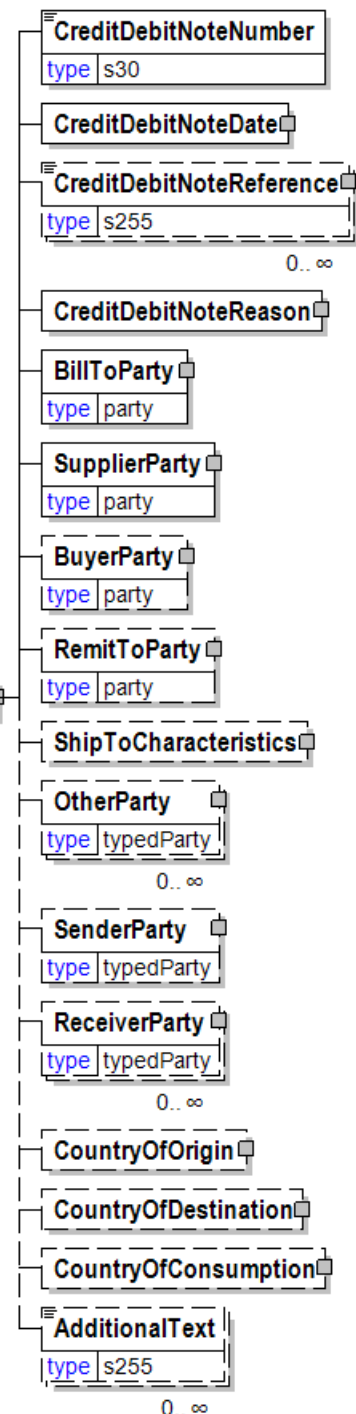 CreditDebitNoteNumber
type s30
CreditDebitNoteDate
CreditDebitNoteReference
type s255
0.. ∞
CreditDebitNoteReason
BillToParty
type party
SupplierParty
type party
BuyerParty
type party
RemitToParty
type party
ShipToCharacteristics
OtherParty
type typedParty
0.. ∞
SenderParty
type typedParty
ReceiverParty
type typedParty
0.. ∞
CountryOfOrigin
CountryOfDestination
CountryOfConsumption
AdditionalText
type s255
0.. ∞